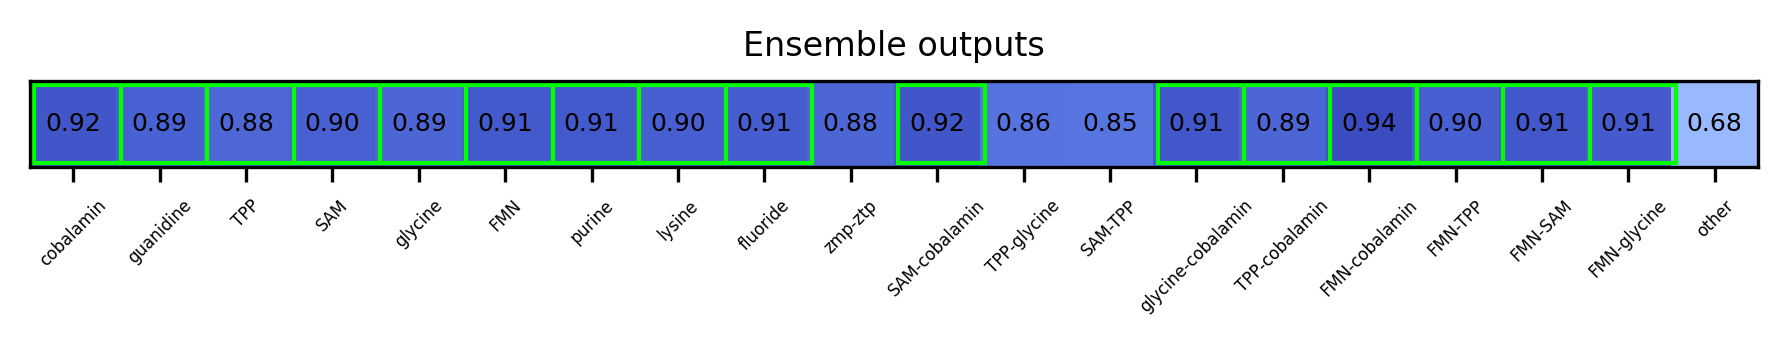 Ensemble outputs
0.92 0.89 0.88 0.90 0.89 0.91 0.91 0.90 0.91 0.88 0.92 0.86 0.85 0.91 0.89 0.94 0.90 0.91 0.91 0.68
cobalamin guanidine TPP SAM glycine FMN purine lysine fluoride zmp-ztp SAM-cobalamin TPP-glycine SAM-TPP glycine-cobalamin TPP-cobalamin FMN-cobalamin FMN-TPP FMN-SAM FMN-glycine other